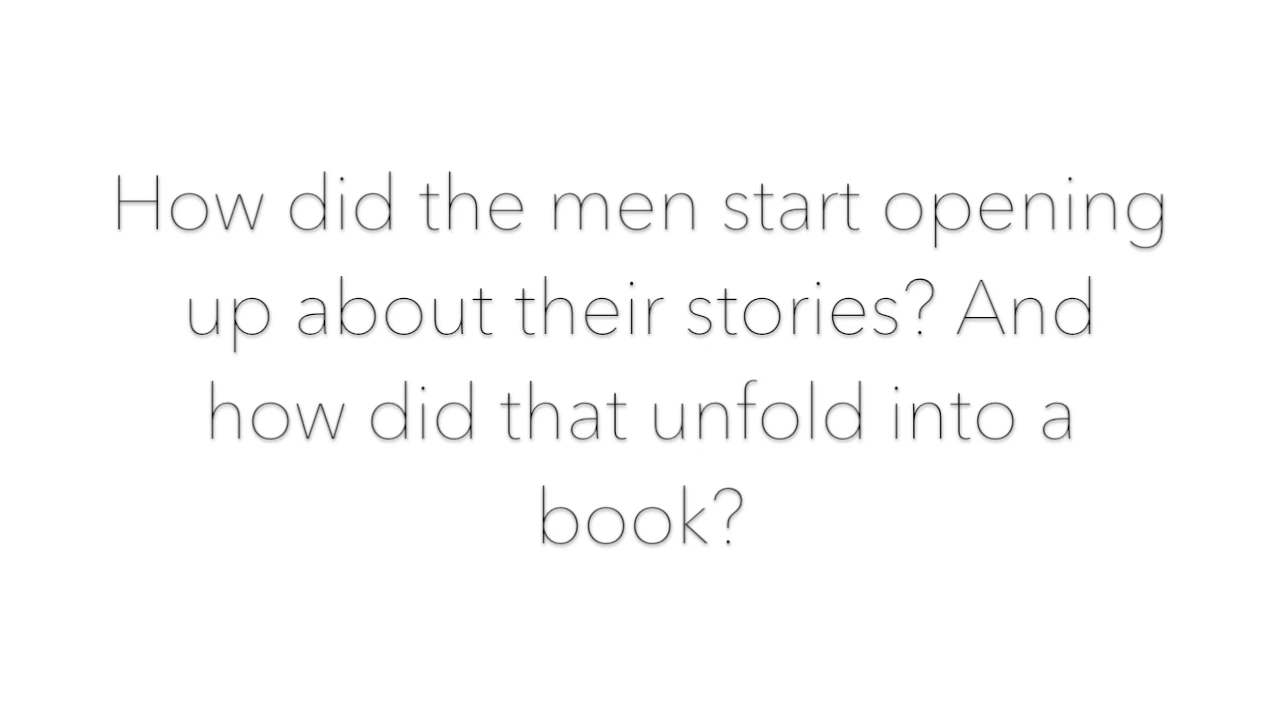 How did the men start opening
up about their stories? And
how did that unfold into a
book?